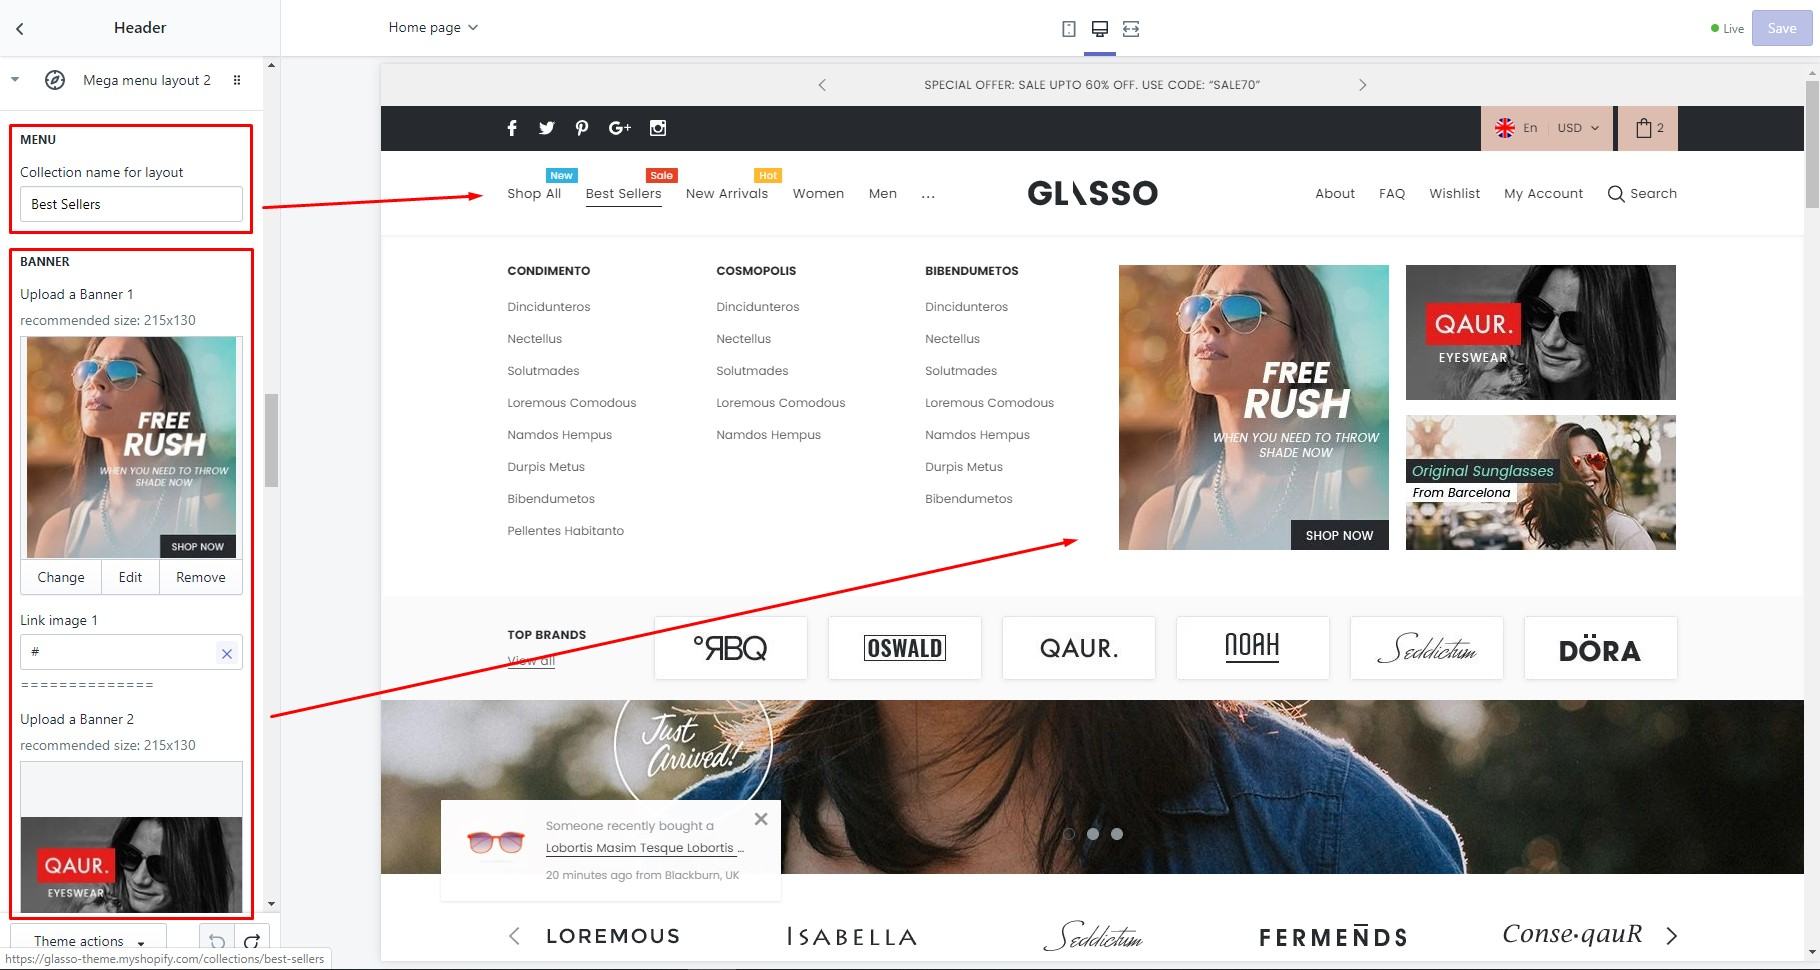 Header
Home page
Live
Save
Mega menu layout 2
MENU
Collection name for layout
Best Sellers
BANNER
Upload a Banner 1
recommended size: 215x130
FREE
RUSH
WHEN YOU NEED TO THROW
SHADE NOW
SHOP NOW
Change Edit Remove
Link image 1
#
==============
Upload a Banner 2
recommended size: 215x130
QAUR.
EYESWEAR
Theme actions
https://glasso-theme.myshopify.com/collections/best-sellers
SPECIAL OFFER: SALE UPTO 60% OFF. USE CODE: “SALE70”
G+
En USD 2
New Sale Hot
Shop All Best Sellers New Arrivals Women Men ...
GLASSO
About FAQ Wishlist My Account Search
CONDIMENTO
Dincidunteros
Nectellus
Solutmades
Loremous Comodous
Namdos Hempus
Durpis Metus
Bibendumetos
Pellentes Habitanto
COSMOPOLIS
Dincidunteros
Nectellus
Solutmades
Loremous Comodous
Namdos Hempus
BIBENDUMETOS
Dincidunteros
Nectellus
Solutmades
Loremous Comodous
Namdos Hempus
Durpis Metus
Bibendumetos
FREE
RUSH
WHEN YOU NEED TO THROW
SHADE NOW
SHOP NOW
QAUR.
EYESWEAR
Original Sunglasses
From Barcelona
TOP BRANDS
View all
°ЯBQ OSWALD QAUR. NOAH Seddictum DÖRA
Just
Arrived!
Someone recently bought a
Lobortis Masim Tesque Lobortis ...
20 minutes ago from Blackburn, UK
LOREMOUS ISABELLA Seddictum FERMEÑDS Conse·qauR